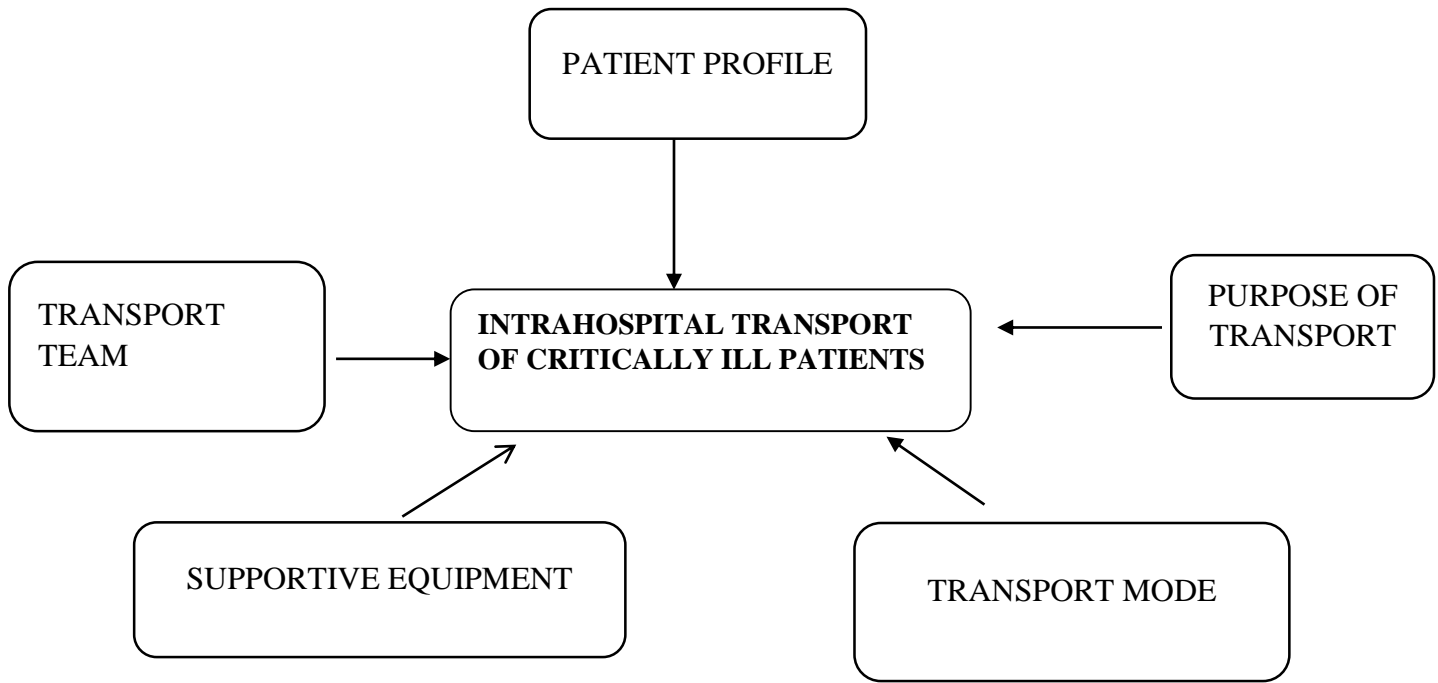 PATIENT PROFILE
TRANSPORT
TEAM
INTRAHOSPITAL TRANSPORT
OF CRITICALLY ILL PATIENTS
PURPOSE OF
TRANSPORT
SUPPORTIVE EQUIPMENT
TRANSPORT MODE